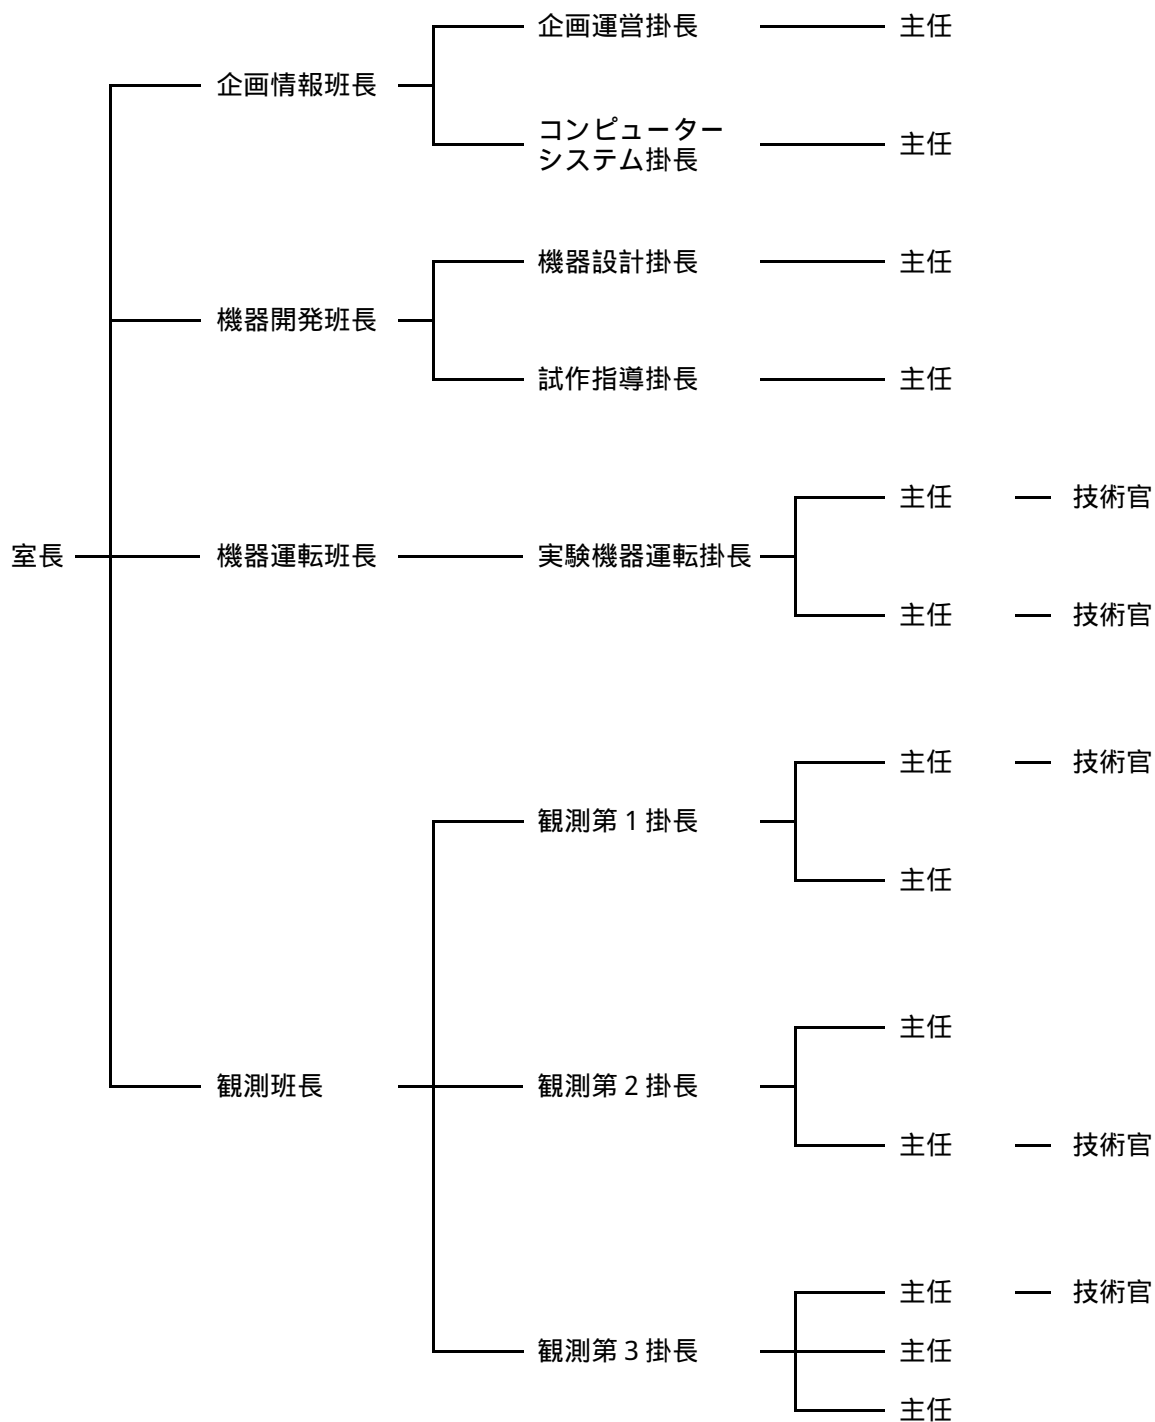 企画運営掛長 主任
企画情報班長
コンピューター
システム掛長 主任
機器設計掛長 主任
機器開発班長
試作指導掛長 主任
主任 技術官
室長 機器運転班長 実験機器運転掛長
主任 技術官
主任 技術官
観測第1掛長
主任
主任
観測班長 観測第2掛長
主任 技術官
主任 技術官
観測第3掛長 主任
主任